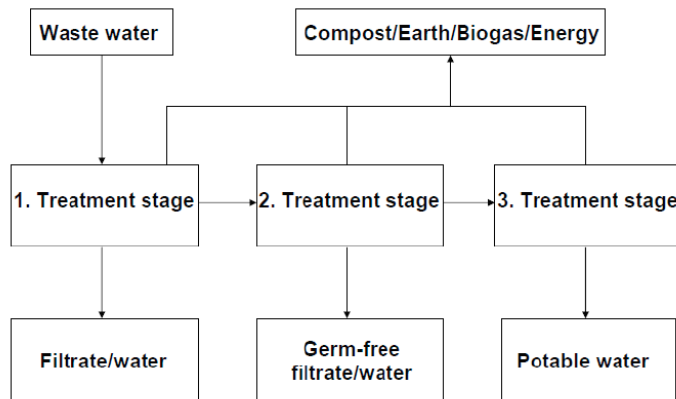 Waste water
Compost/Earth/Biogas/Energy
1. Treatment stage
2. Treatment stage
3. Treatment stage
Filtrate/water
Germ-free
filtrate/water
Potable water